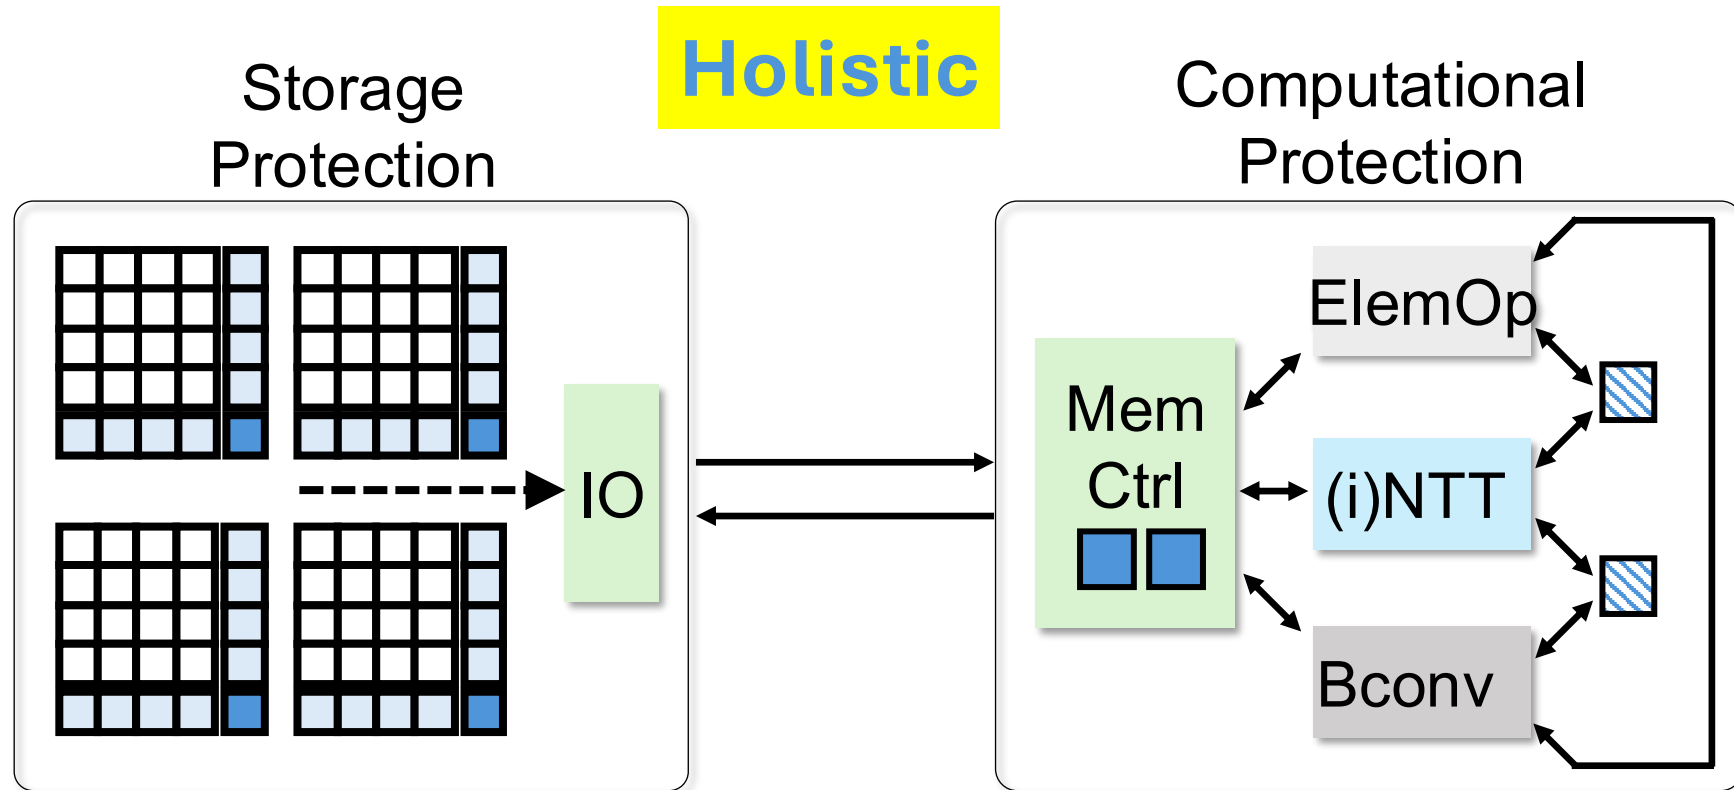 Holistic
Storage
Protection
Computational
Protection
IO
Mem
Ctrl
ElemOp
(i)NTT
Bconv